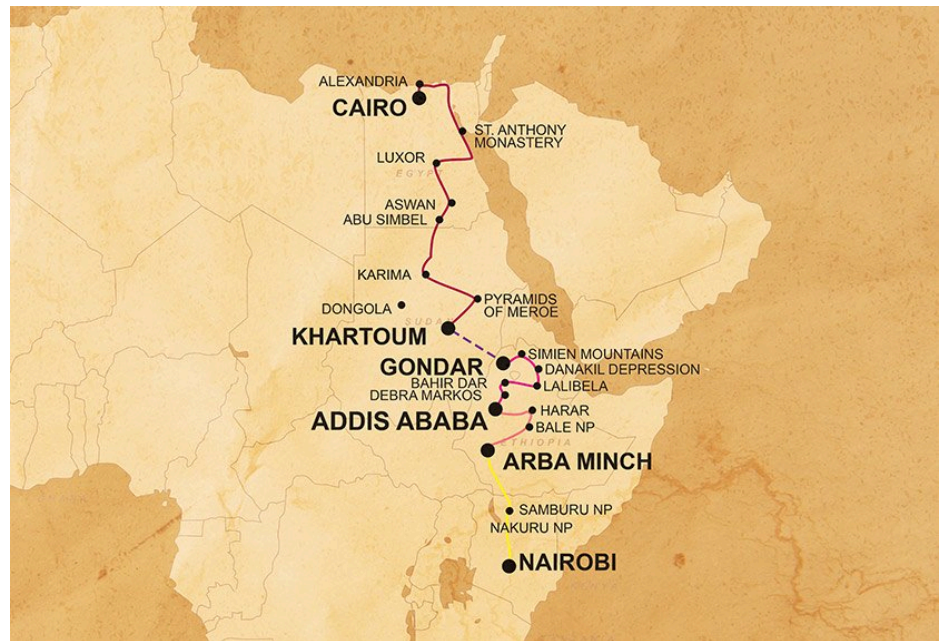 ALEXANDRIA
CAIRO
ST. ANTHONY
MONASTERY
LUXOR
EGYPT
ASWAN
ABU SIMBEL
KARIMA
DONGOLA
PYRAMIDS
OF MEROE
SUDAN
KHARTOUM
GONDAR
SIMIEN MOUNTAINS
DANAKIL DEPRESSION
BAHIR DAR
LALIBELA
DEBRA MARKOS
ADDIS ABABA
HARAR
BALE NP
ETHIOPIA
ARBA MINCH
SAMBURU NP
NAKURU NP
NAIROBI